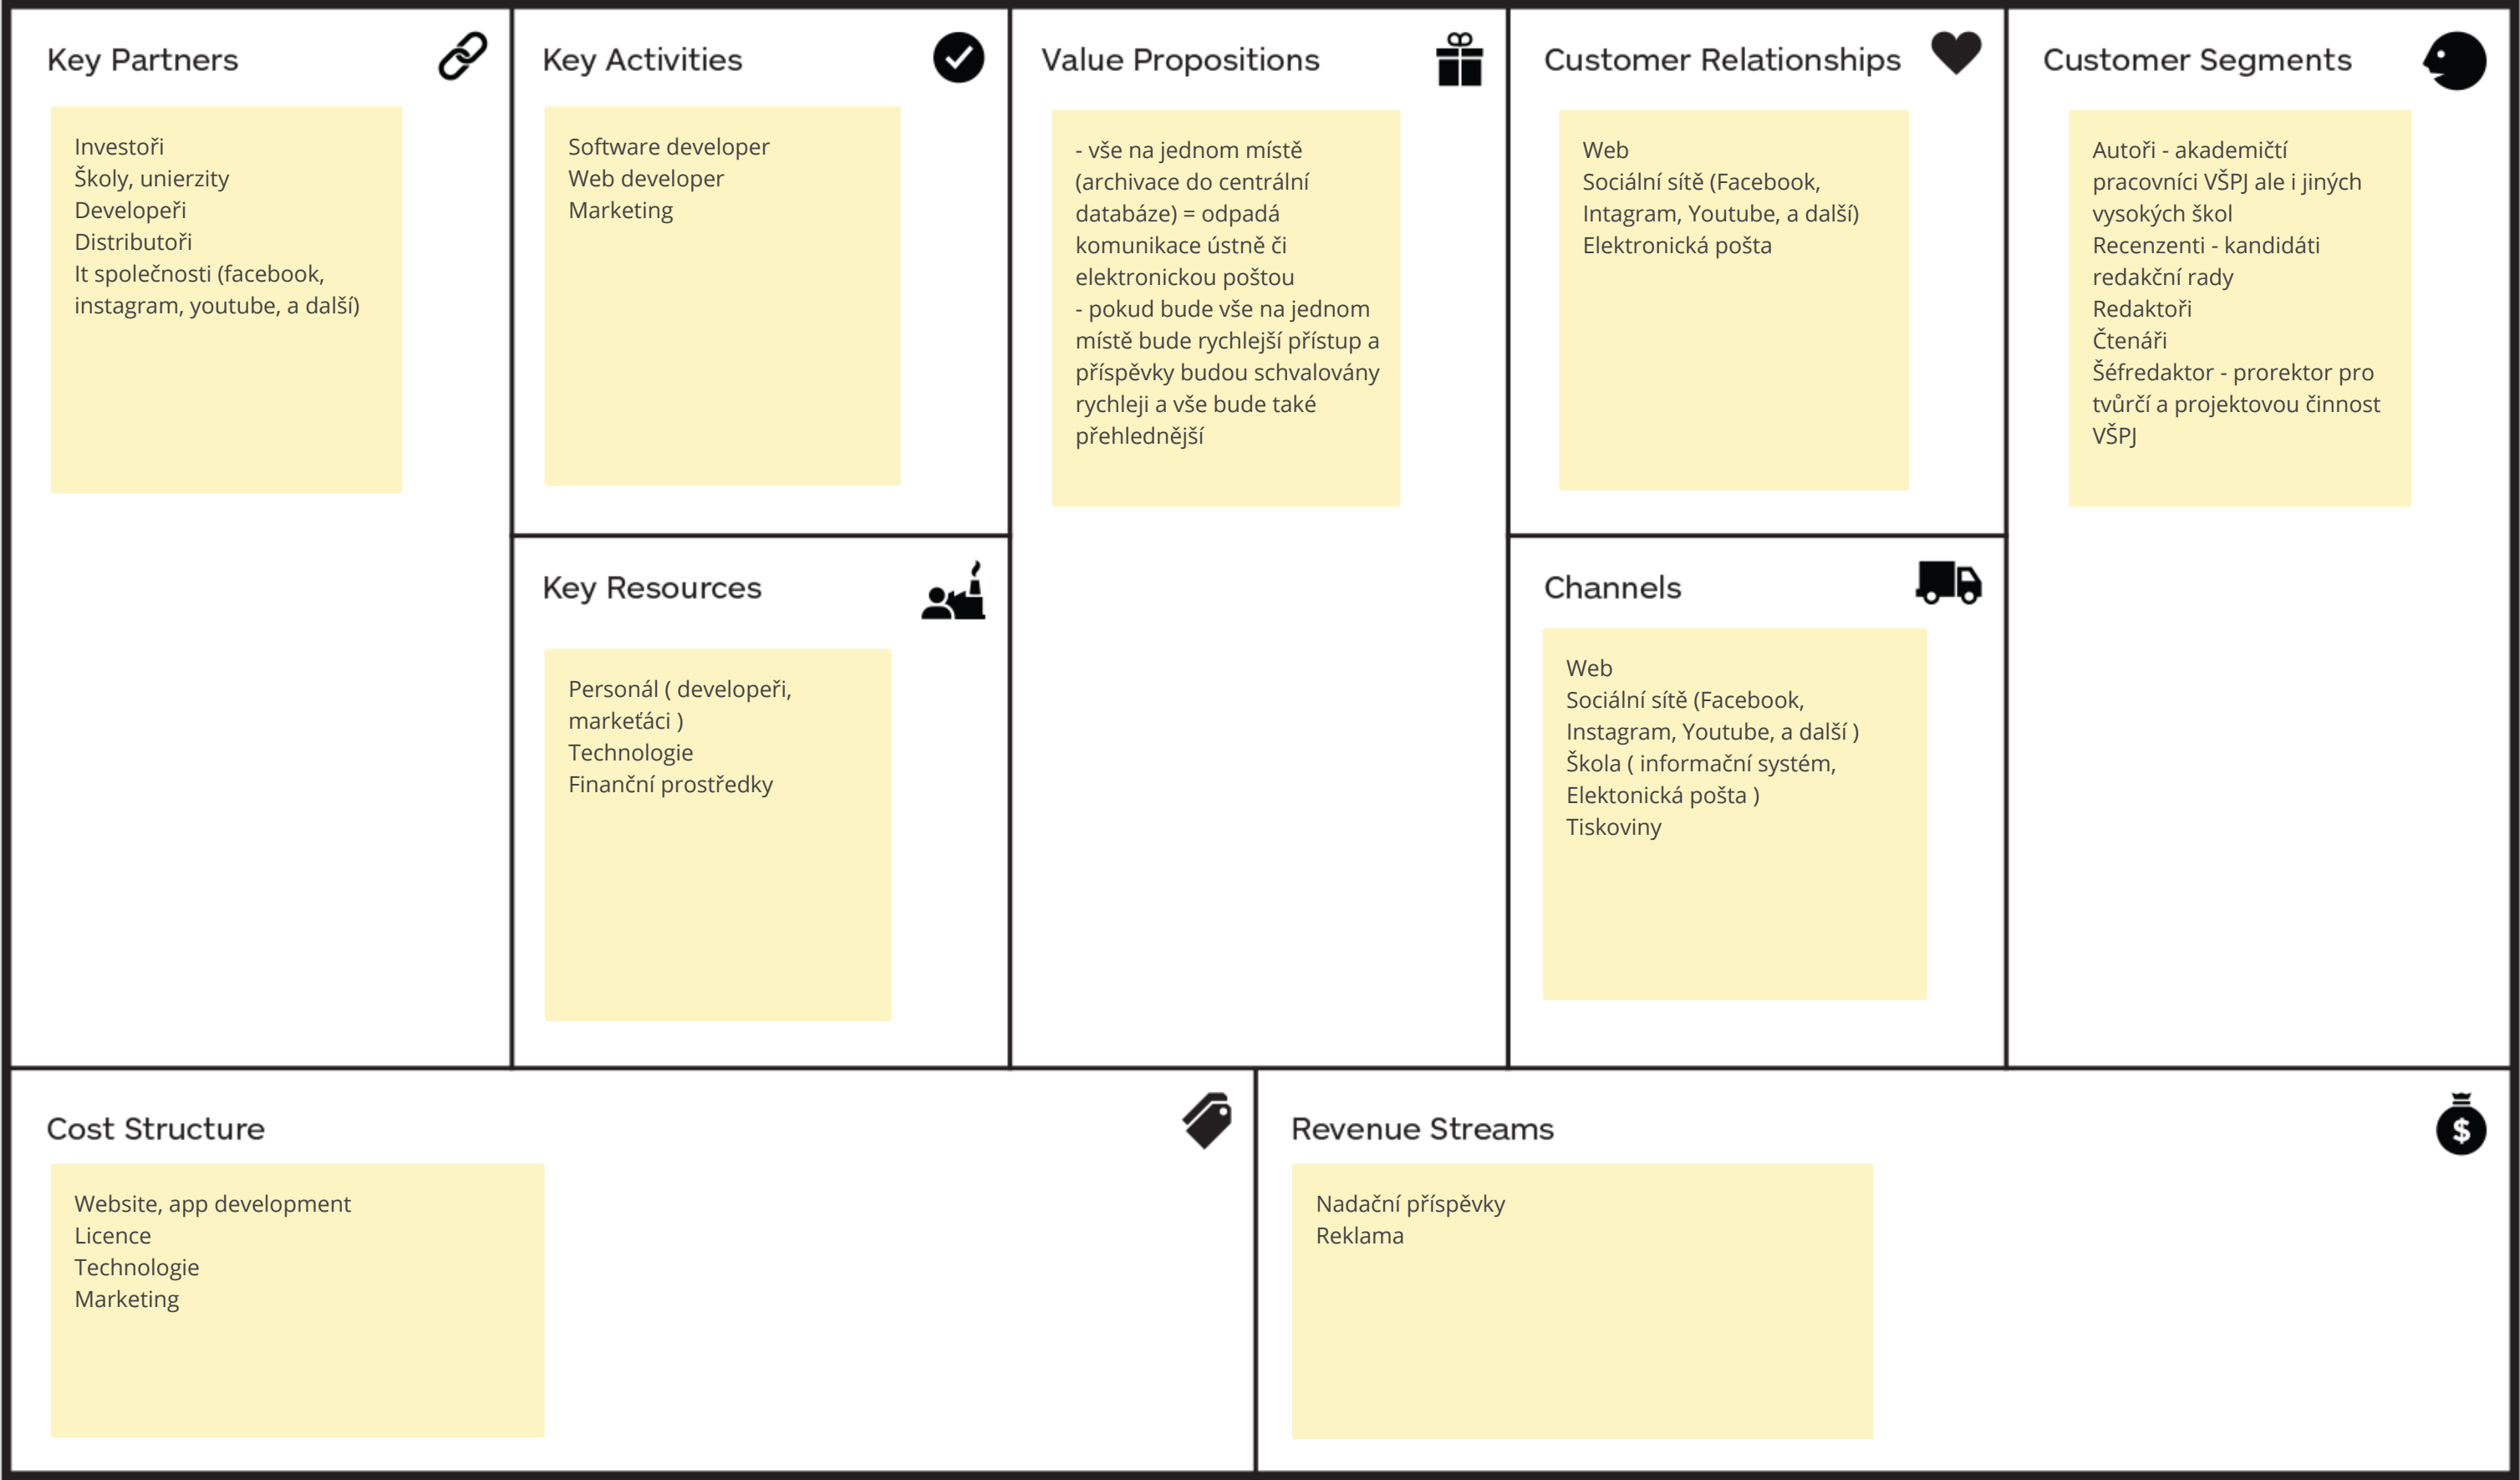 Key Partners
Investoři
Školy, unierzity
Developeři
Distributoři
It společnosti (facebook,
instagram, youtube, a další)
Key Activities
Software developer
Web developer
Marketing
Key Resources
Personál ( developeři,
markeťáci )
Technologie
Finanční prostředky
Value Propositions
- vše na jednom místě
(archivace do centrální
databáze) = odpadá
komunikace ústně či
elektronickou poštou
- pokud bude vše na jednom
místě bude rychlejší přístup a
příspěvky budou schvalovány
rychleji a vše bude také
přehlednější
Customer Relationships
Web
Sociální sítě (Facebook,
Intagram, Youtube, a další)
Elektronická pošta
Channels
Web
Sociální sítě (Facebook,
Instagram, Youtube, a další )
Škola ( informační systém,
Elektonická pošta )
Tiskoviny
Customer Segments
Autoři - akademičtí
pracovníci VŠPJ ale i jiných
vysokých škol
Recenzenti - kandidáti
redakční rady
Redaktoři
Čtenáři
Šéfredaktor - prorektor pro
tvůrčí a projektovou činnost
VŠPJ
Cost Structure
Website, app development
Licence
Technologie
Marketing
Revenue Streams
$
Nadační příspěvky
Reklama